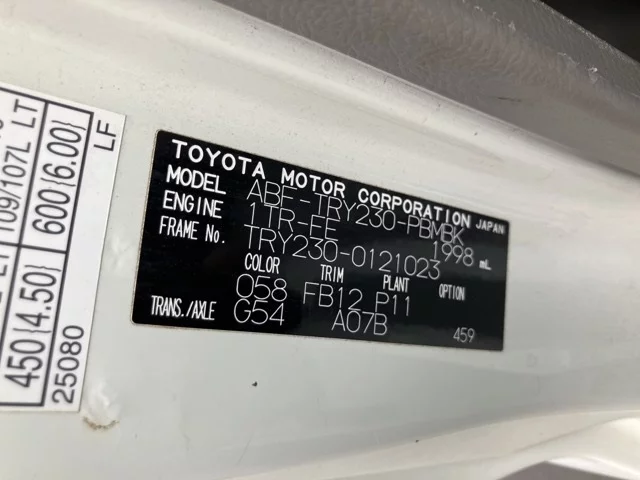 109/107L LT
450{4.50} 600{6.00}
25080 LF
TOYOTA MOTOR CORPORATION JAPAN
MODEL ABF-TRY230-PBMBK
ENGINE 1TR-FE 1998 mL
FRAME No. TRY230-0121023
COLOR TRIM PLANT OPTION
058 FB12 P11
TRANS./AXLE G54 A07B 459